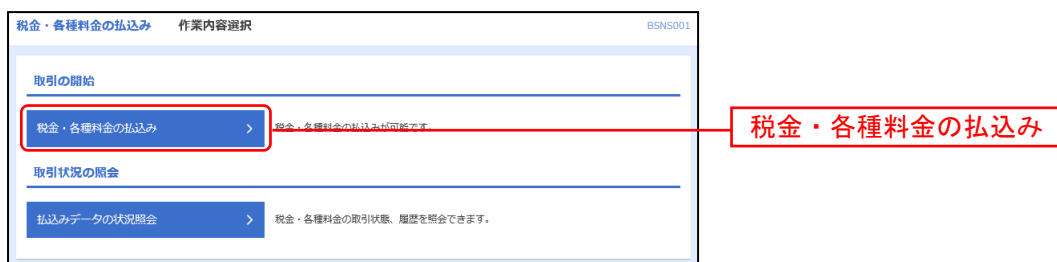 税金・各種料金の払込み 作業内容選択 BSNS001
取引の開始
税金・各種料金の払込み 税金・各種料金の払込みが可能です。
税金・各種料金の払込み
取引状況の照会
払込みデータの状況照会 税金・各種料金の取引状態、履歴を照会できます。